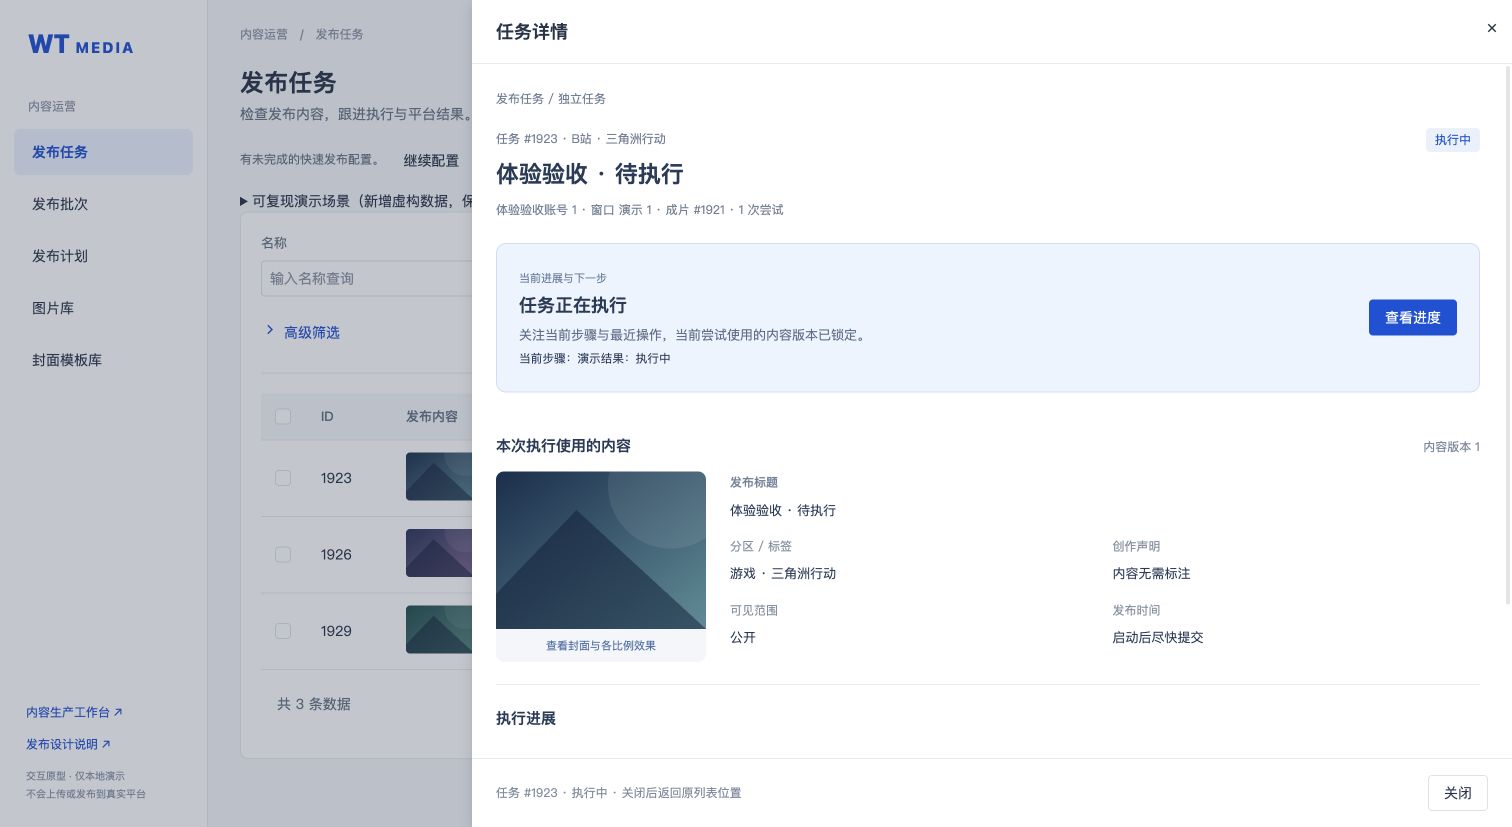 WT MEDIA
内容运营
发布任务
发布批次
发布计划
图片库
封面模板库
内容生产工作台 ↗
发布设计说明 ↗
交互原型 · 仅本地演示
不会上传或发布到真实平台
内容运营 / 发布任务
发布任务
检查发布内容，跟进执行与平台结果。
有未完成的快速发布配置。 继续配置
▶ 可复现演示场景（新增虚构数据，保
名称
输入名称查询
高级筛选
ID 发布内容
1923
1926
1929
共 3 条数据
任务详情 ×
发布任务 / 独立任务
任务 #1923 · B站 · 三角洲行动 执行中
体验验收 · 待执行
体验验收账号 1 · 窗口 演示 1 · 成片 #1921 · 1 次尝试
当前进展与下一步
任务正在执行
关注当前步骤与最近操作，当前尝试使用的内容版本已锁定。
当前步骤：演示结果：执行中
查看进度
本次执行使用的内容 内容版本 1
查看封面与各比例效果
发布标题
体验验收 · 待执行
分区 / 标签 创作声明
游戏 · 三角洲行动 内容无需标注
可见范围 发布时间
公开 启动后尽快提交
执行进展
任务 #1923 · 执行中 · 关闭后返回原列表位置 关闭